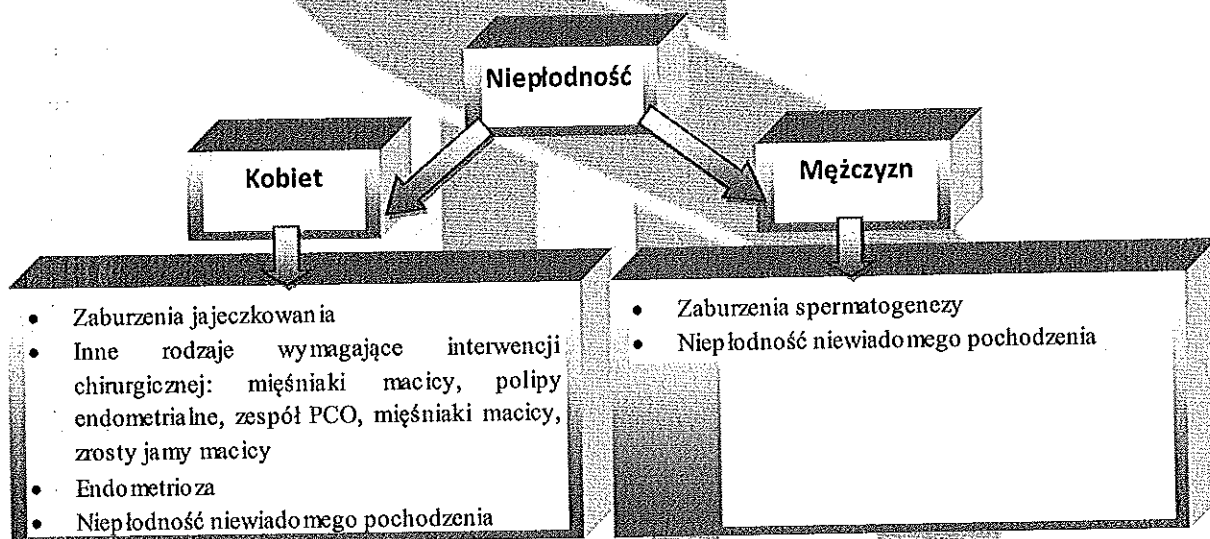 Niepłodność
Kobiet
Mężczyzn
• Zaburzenia jajeczkowania
• Inne rodzaje wymagające interwencji
chirurgicznej: mięśniaki macicy, polipy
endometrialne, zespół PCO, mięśniaki macicy,
zrosty jamy macicy
• Endometrioza
• Niepłodność niewiadomego pochodzenia
• Zaburzenia spermatogenezy
• Niepłodność niewiadomego pochodzenia